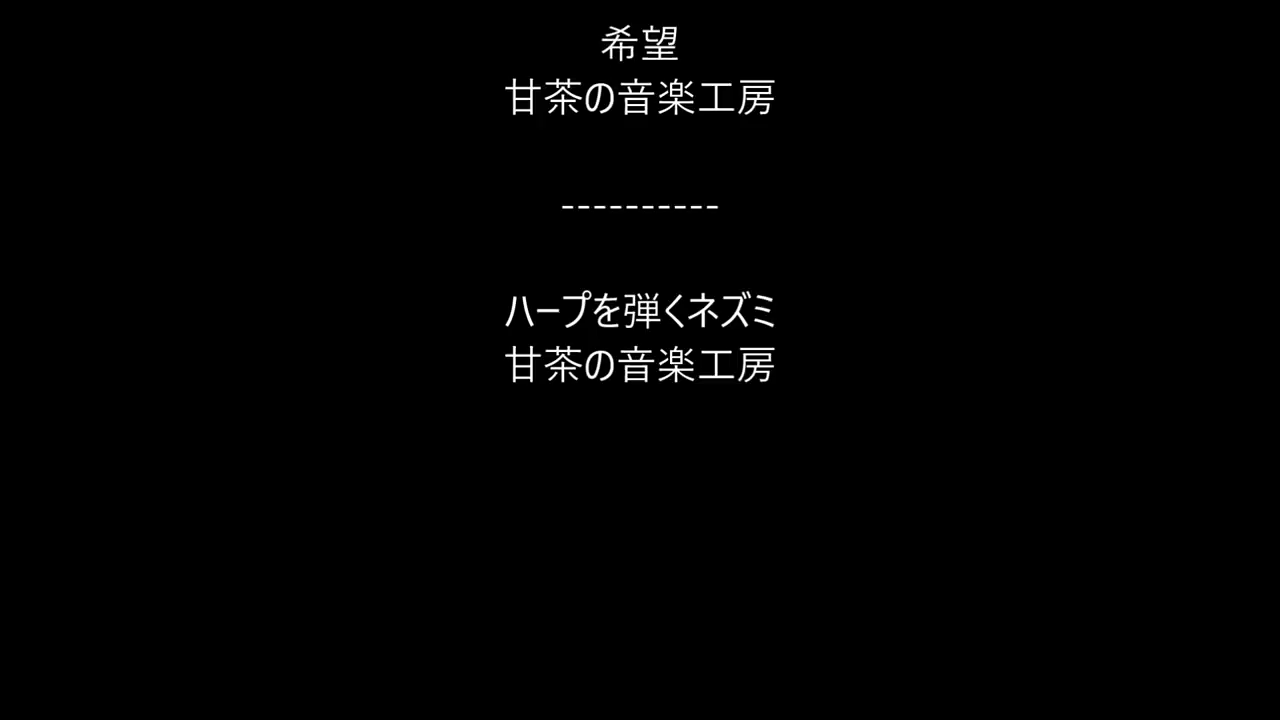 希望
甘茶の音楽工房
----------
ハープを弾くネズミ
甘茶の音楽工房